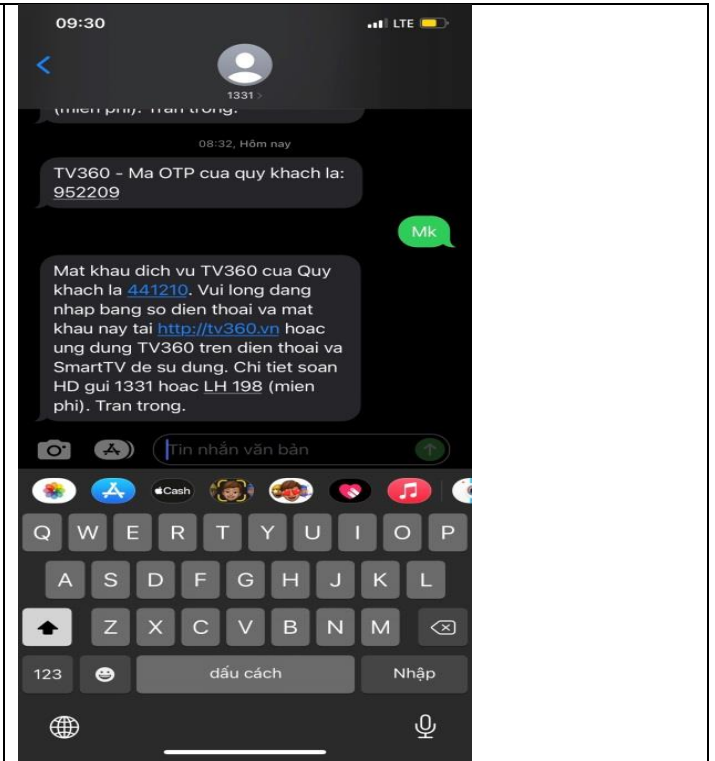 09:30
LTE
1331 >
(mien phi). Tran trong.
08:32, Hôm nay
TV360 - Ma OTP cua quy khach la:
952209
Mk
Mat khau dich vu TV360 cua Quy
khach la 441210. Vui long dang
nhap bang so dien thoai va mat
khau nay tai http://tv360.vn hoac
ung dung TV360 tren dien thoai va
SmartTV de su dung. Chi tiet soan
HD gui 1331 hoac LH 198 (mien
phi). Tran trong.
Tin nhắn văn bản
Cash
Q W E R T Y U I O P
A S D F G H J K L
Z X C V B N M
123 dấu cách Nhập